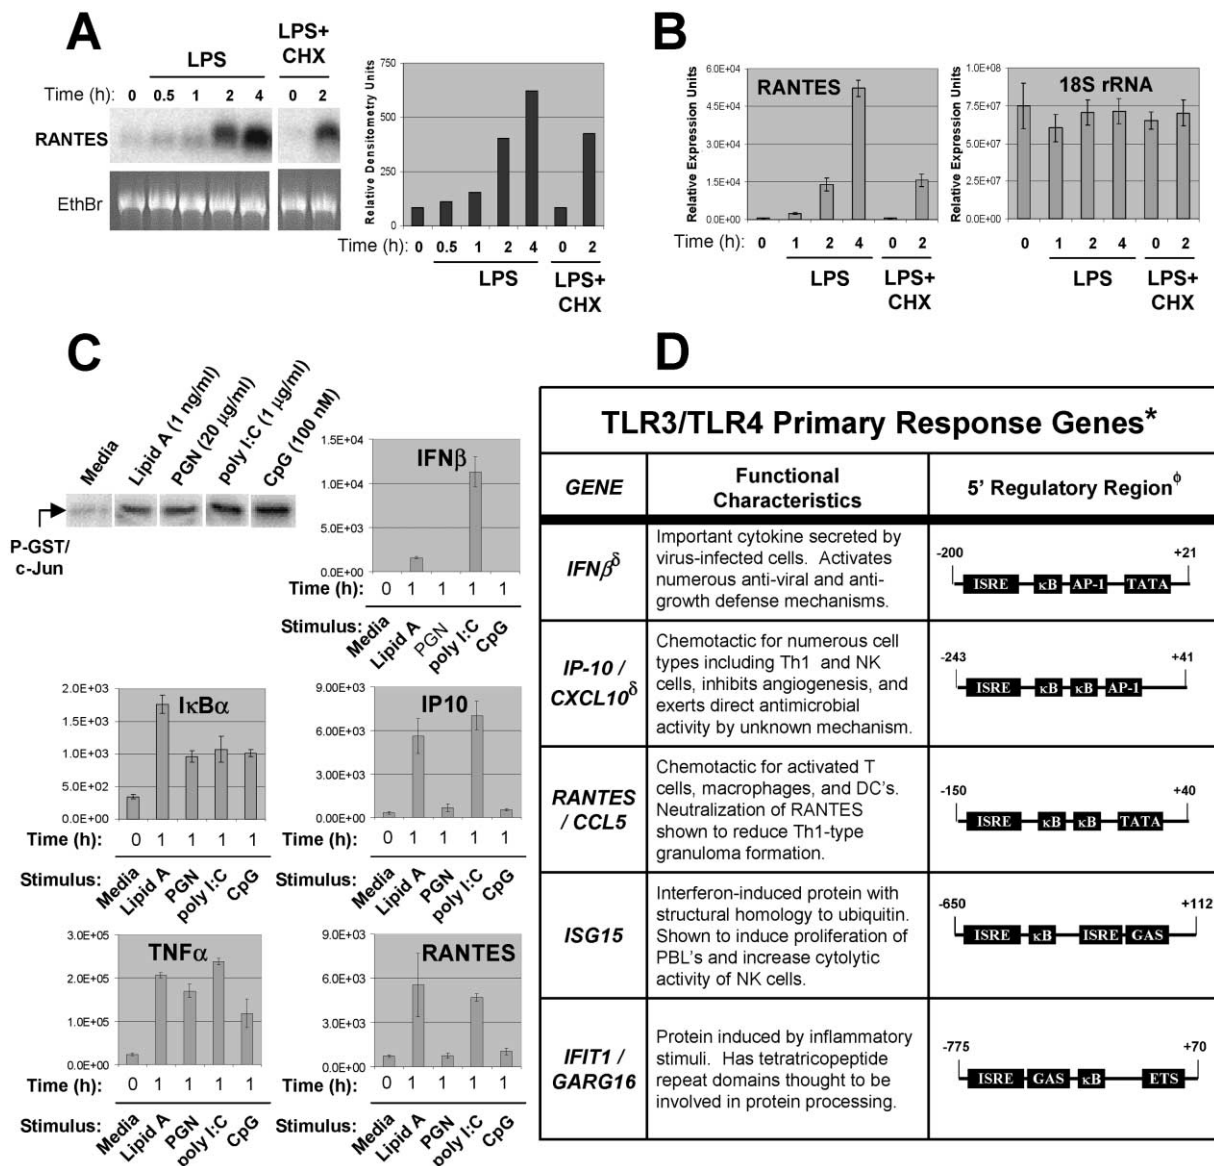 A
LPS
LPS+
CHX
Time (h): 0 0.5 1 2 4 0 2
RANTES
EthBr
Relative Densitometry Units
750
500
250
0
Time (h): 0 0.5 1 2 4 0 2
LPS
LPS+
CHX
B
Relative Expression Units
6.0E+04
4.5E+04
3.0E+04
1.5E+04
0.0E+00
RANTES
Time (h): 0 1 2 4 0 2
LPS
LPS+
CHX
Relative Expression Units
1.0E+08
7.5E+07
5.0E+07
2.5E+07
0.0E+00
18S rRNA
0 1 2 4 0 2
LPS
LPS+
CHX
C
Media
Lipid A (1 ng/ml)
PGN (20 µg/ml)
poly I:C (1 µg/ml)
CpG (100 nM)
P-GST/
c-Jun
1.5E+04
1.0E+04
5.0E+03
0.0E+00
IFNβ
Time (h): 0 1 1 1 1
Stimulus: Media Lipid A PGN poly I:C CpG
2.0E+03
1.5E+03
1.0E+03
5.0E+02
0.0E+00
IκBα
Time (h): 0 1 1 1 1
Stimulus: Media Lipid A PGN poly I:C CpG
9.0E+03
6.0E+03
3.0E+03
0.0E+00
IP10
Time (h): 0 1 1 1 1
Stimulus: Media Lipid A PGN poly I:C CpG
3.0E+05
2.0E+05
1.0E+05
0.0E+00
TNFα
Time (h): 0 1 1 1 1
Stimulus: Media Lipid A PGN poly I:C CpG
9.0E+03
6.0E+03
3.0E+03
0.0E+00
RANTES
Time (h): 0 1 1 1 1
Stimulus: Media Lipid A PGN poly I:C CpG
D
TLR3/TLR4 Primary Response Genes*
GENE
Functional
Characteristics
5' Regulatory Regionᶲ
IFNβᵟ
Important cytokine secreted by
virus-infected cells. Activates
numerous anti-viral and anti-
growth defense mechanisms.
-200 +21
ISRE κB AP-1 TATA
IP-10 /
CXCL10ᵟ
Chemotactic for numerous cell
types including Th1 and NK
cells, inhibits angiogenesis, and
exerts direct antimicrobial
activity by unknown mechanism.
-243 +41
ISRE κB κB AP-1
RANTES
/ CCL5
Chemotactic for activated T
cells, macrophages, and DC's.
Neutralization of RANTES
shown to reduce Th1-type
granuloma formation.
-150 +40
ISRE κB κB TATA
ISG15
Interferon-induced protein with
structural homology to ubiquitin.
Shown to induce proliferation of
PBL's and increase cytolytic
activity of NK cells.
-650 +112
ISRE κB ISRE GAS
IFIT1 /
GARG16
Protein induced by inflammatory
stimuli. Has tetratricopeptide
repeat domains thought to be
involved in protein processing.
-775 +70
ISRE GAS κB ETS